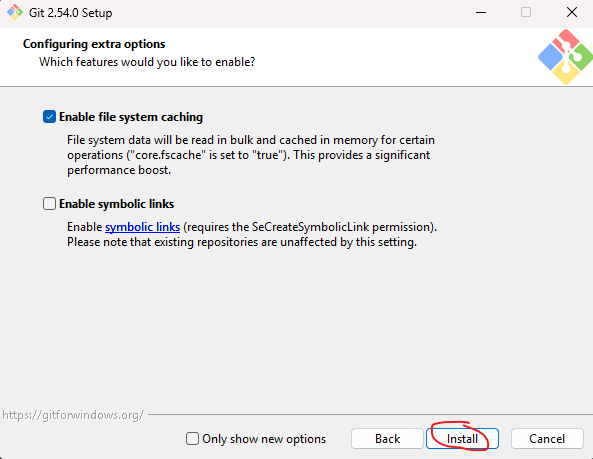 Git 2.54.0 Setup
Configuring extra options
Which features would you like to enable?
Enable file system caching
File system data will be read in bulk and cached in memory for certain
operations ("core.fscache" is set to "true"). This provides a significant
performance boost.
Enable symbolic links
Enable symbolic links (requires the SeCreateSymbolicLink permission).
Please note that existing repositories are unaffected by this setting.
https://gitforwindows.org/
Only show new options Back Install Cancel